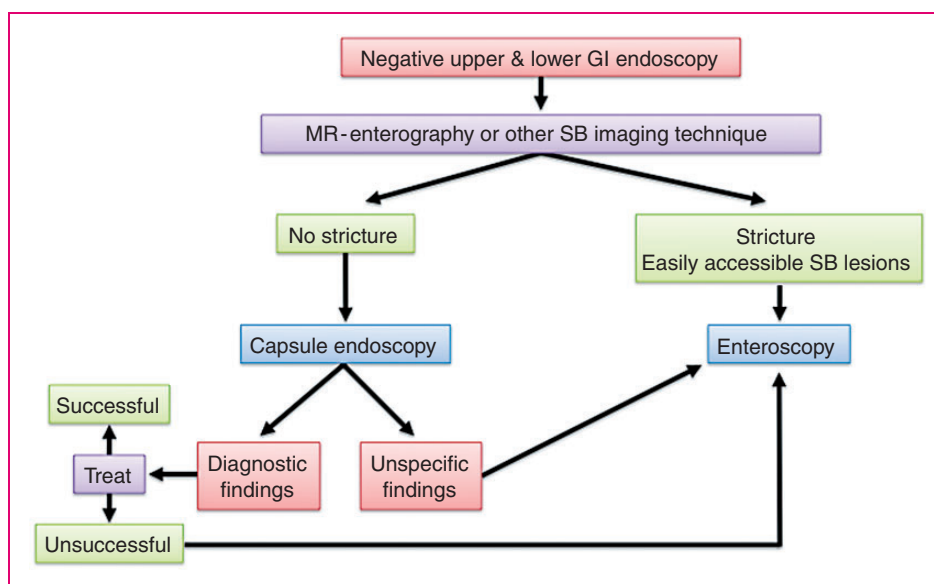 Negative upper & lower GI endoscopy
MR-enterography or other SB imaging technique
No stricture
Stricture
Easily accessible SB lesions
Capsule endoscopy
Enteroscopy
Successful
Treat
Diagnostic
findings
Unspecific
findings
Unsuccessful